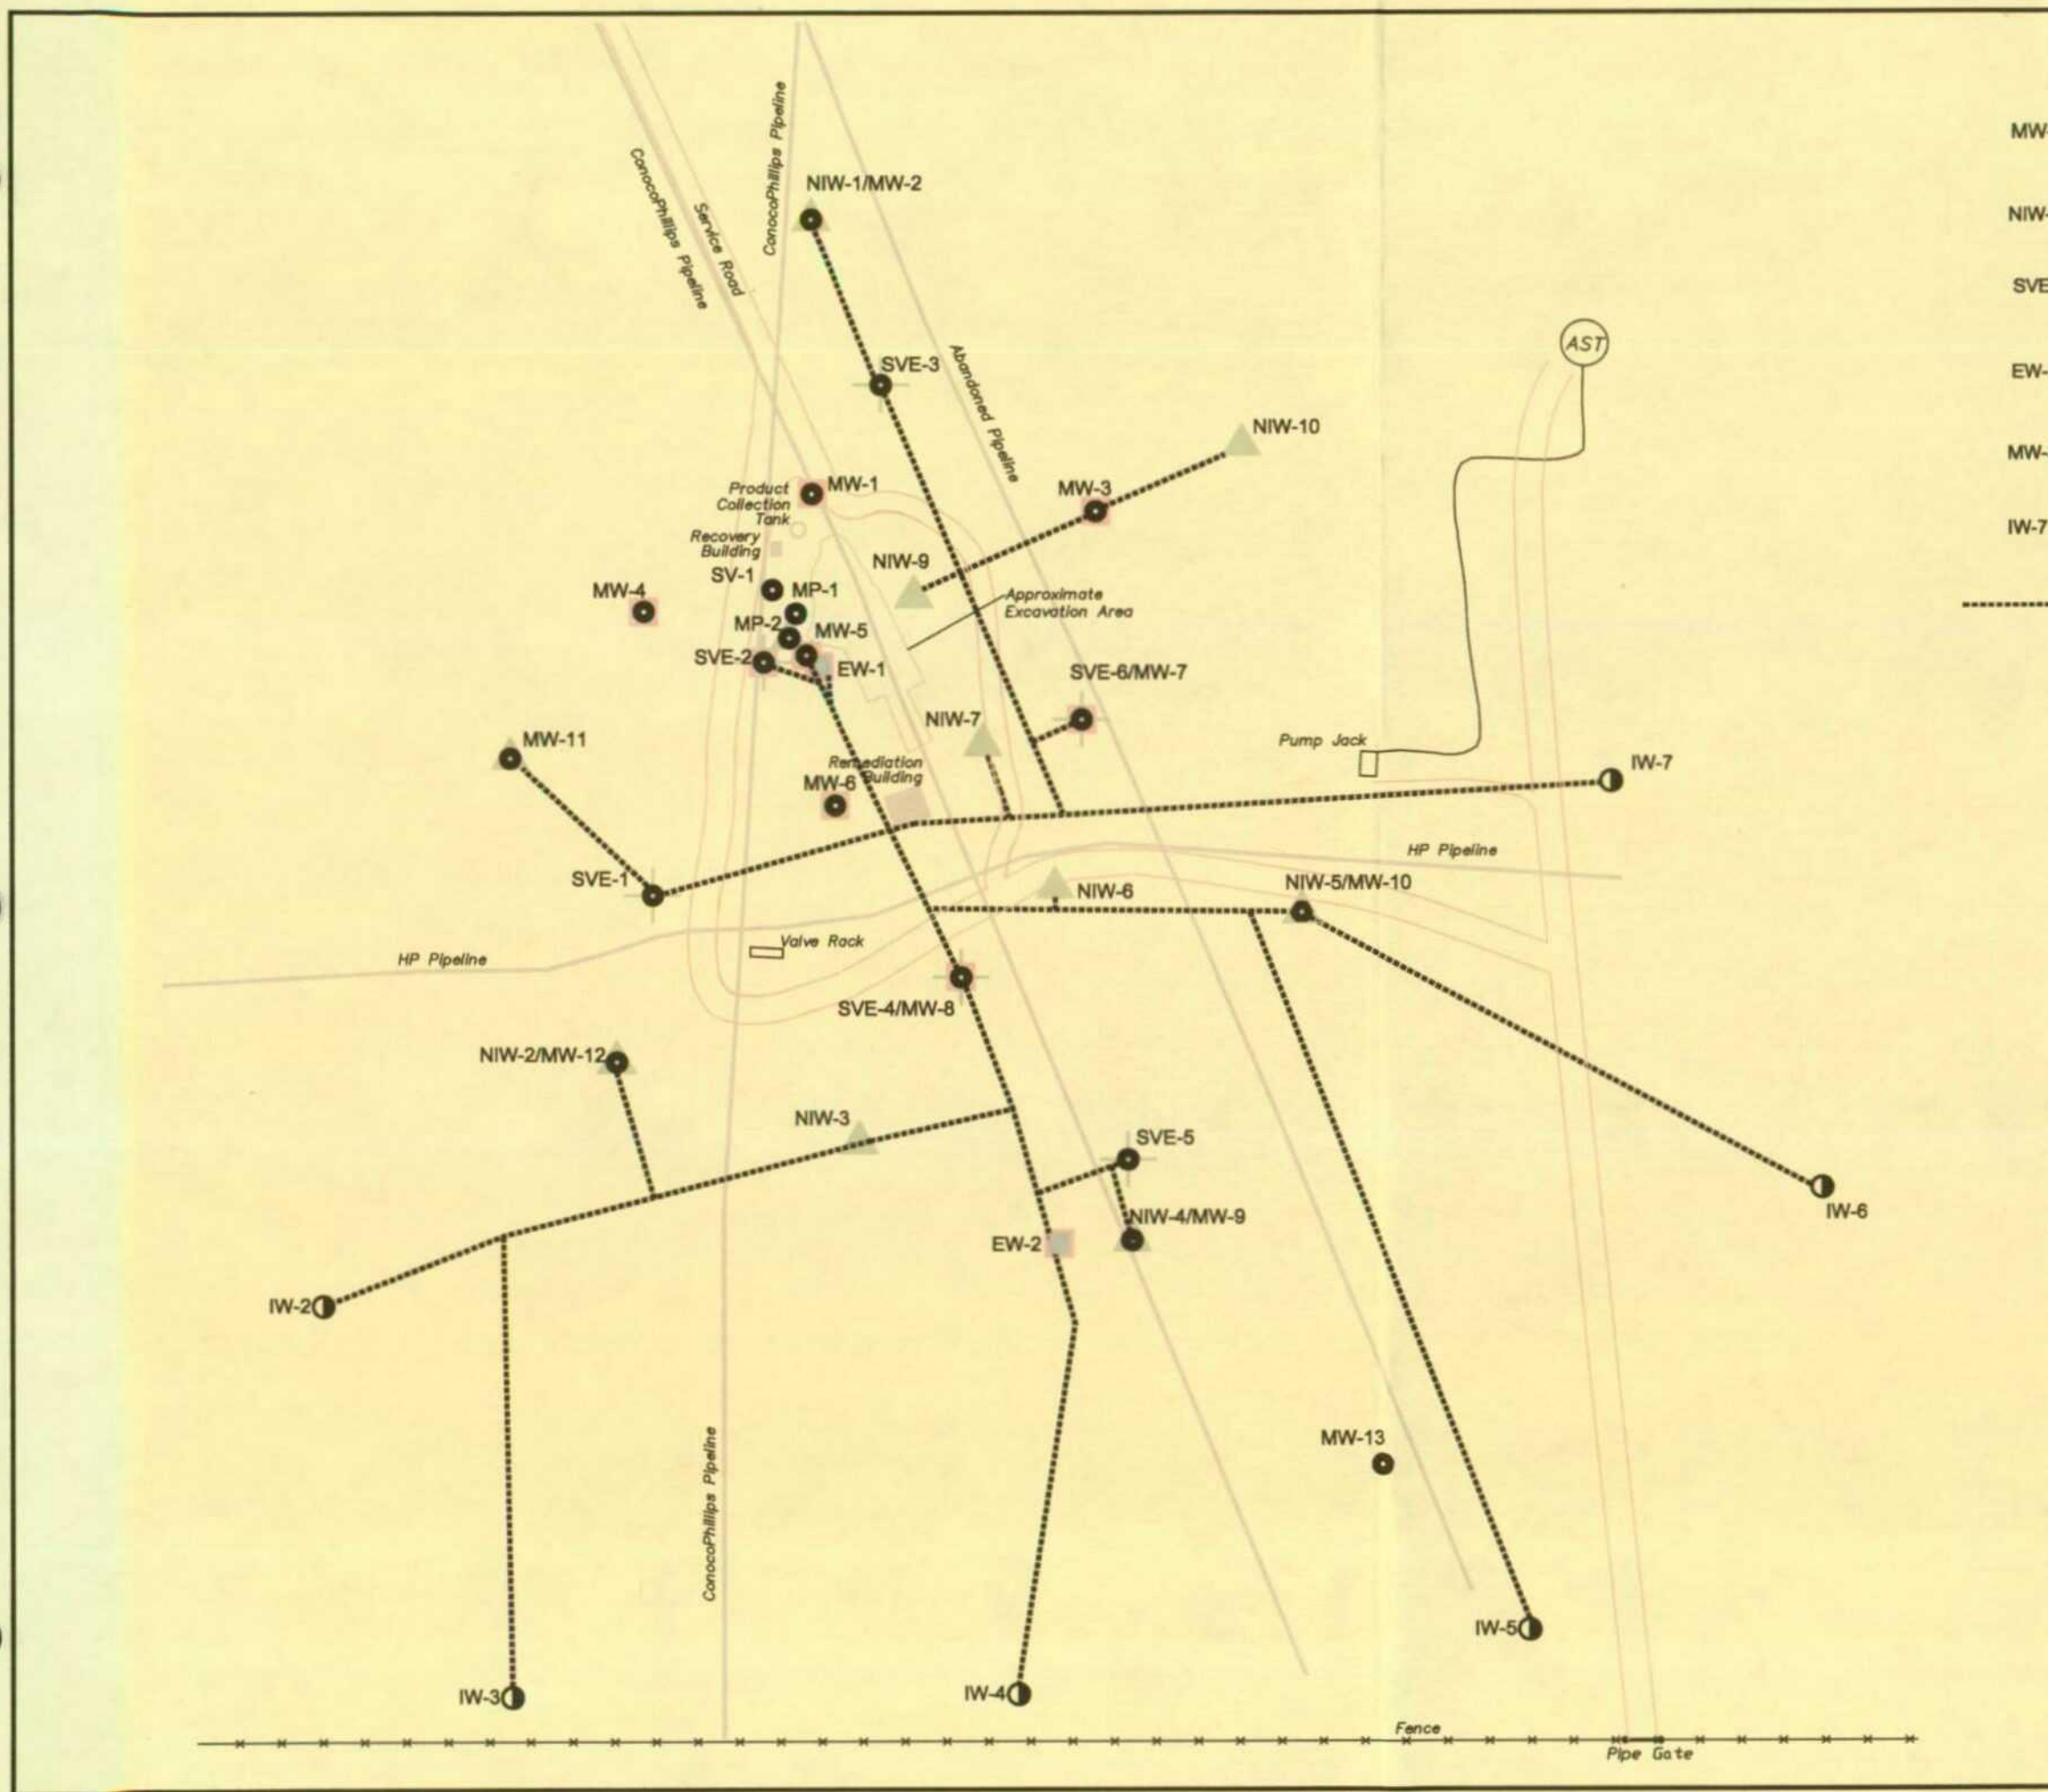 MW-
NIW-1/MW-2
NIW-
SVE
AST
SVE-3
EW-
NIW-10
MW-
MW-1
MW-3
IW-7
ConocoPhillips Pipeline
Service Road
ConocoPhillips Pipeline
Abandoned Pipeline
Product
Collection
Tank
Recovery
Building
NIW-9
SV-1
MP-1
MW-4
Approximate
Excavation Area
MP-2
MW-5
SVE-2
EW-1
SVE-6/MW-7
NIW-7
MW-11
Pump Jack
IW-7
Remediation
Building
MW-6
HP Pipeline
SVE-1
NIW-6
NIW-5/MW-10
Valve Rack
HP Pipeline
SVE-4/MW-8
NIW-2/MW-12
NIW-3
SVE-5
IW-6
NIW-4/MW-9
EW-2
IW-2
MW-13
ConocoPhillips Pipeline
IW-5
IW-3
IW-4
Fence
Pipe Gate